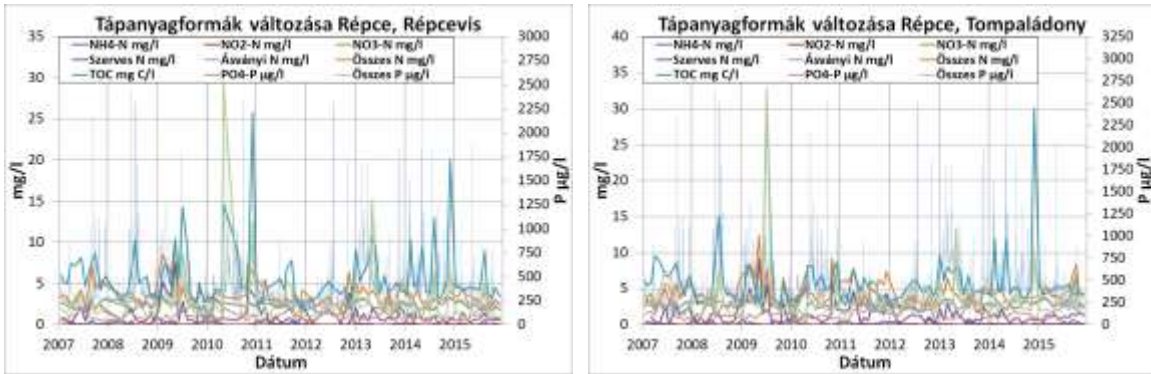 Tápanyagformák változása Répce, Répcevis
35
30
25
20
15
10
5
0
mg/l
NH4-N mg/l NO2-N mg/l NO3-N mg/l
Szerves N mg/l Ásványi N mg/l Összes N mg/l
TOC mg C/l PO4-P µg/l Összes P µg/l
3000
2750
2500
2250
2000
1750
1500
1250
1000
750
500
250
0
P µg/l
2007 2008 2009 2010 2011 2012 2013 2014 2015
Dátum
Tápanyagformák változása Répce, Tompaládony
40
35
30
25
20
15
10
5
0
mg/l
NH4-N mg/l NO2-N mg/l NO3-N mg/l
Szerves N mg/l Ásványi N mg/l Összes N mg/l
TOC mg C/l PO4-P µg/l Összes P µg/l
3250
3000
2750
2500
2250
2000
1750
1500
1250
1000
750
500
250
0
P µg/l
2007 2008 2009 2010 2011 2012 2013 2014 2015
Dátum